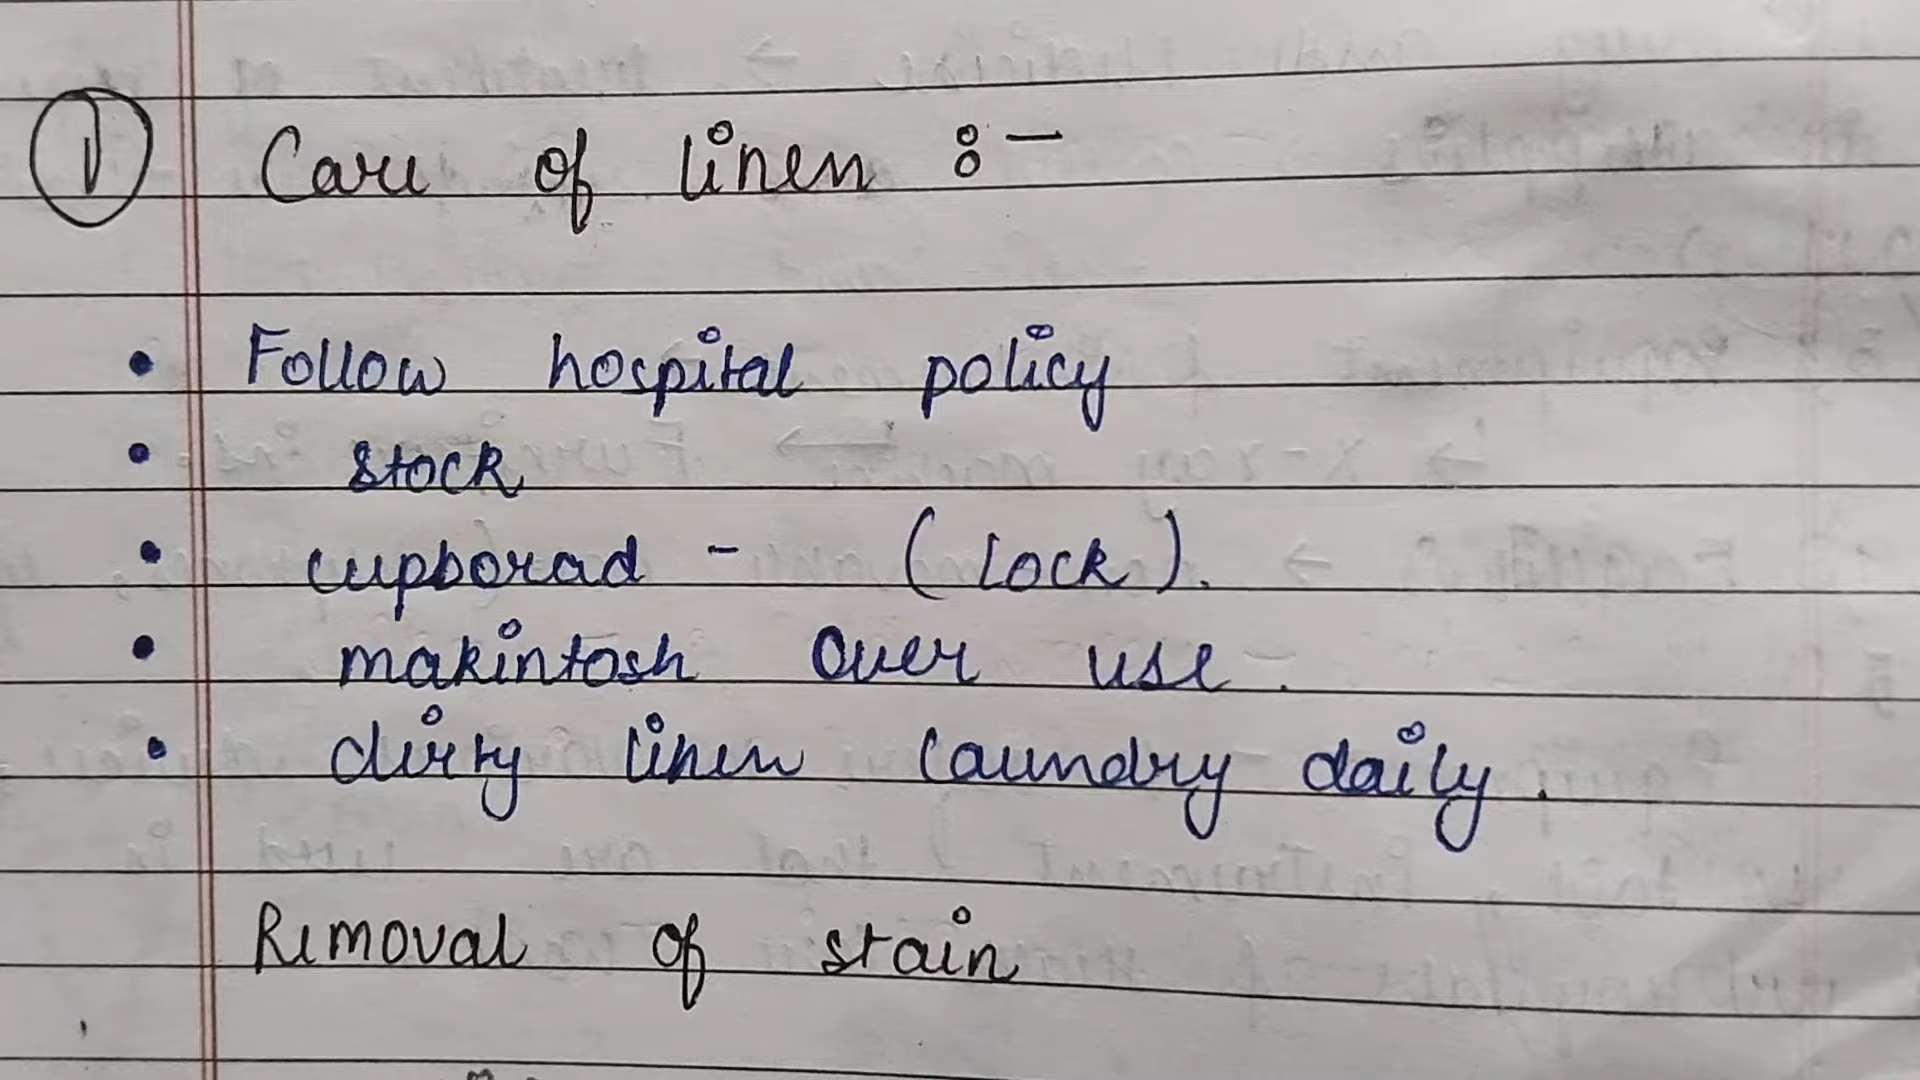 ① Care of linen :-
• Follow hospital policy
• stock
• cupborad - (Lock).
• makintosh over use.
• dirty linen laundry daily.
Removal of stain